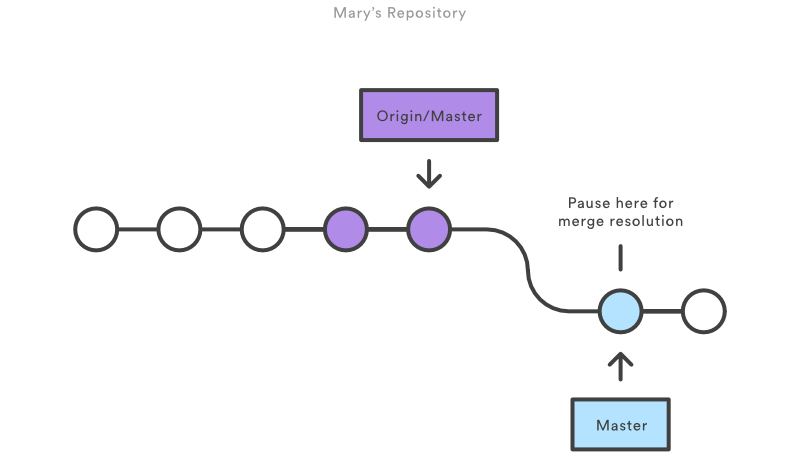 Mary’s Repository
Origin/Master
Pause here for
merge resolution
Master